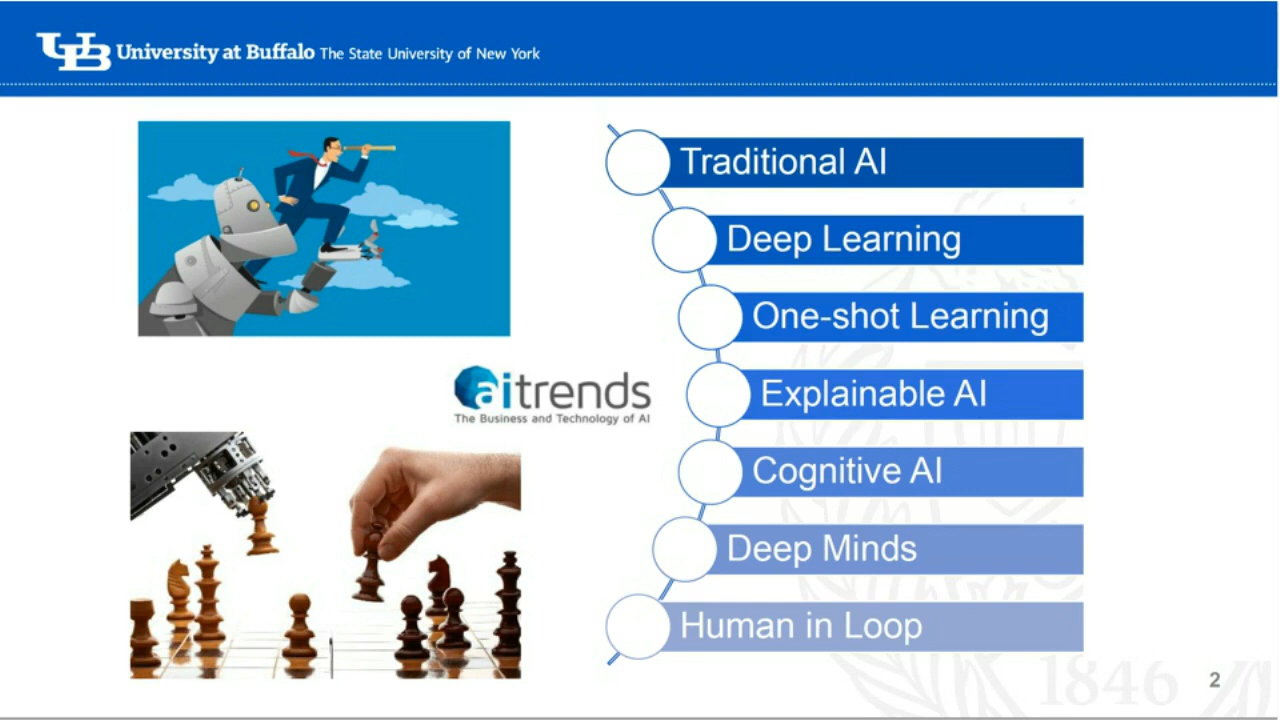 University at Buffalo The State University of New York
Traditional AI
Deep Learning
One-shot Learning
Explainable AI
Cognitive AI
Deep Minds
Human in Loop
aitrends
The Business and Technology of AI
1846
2